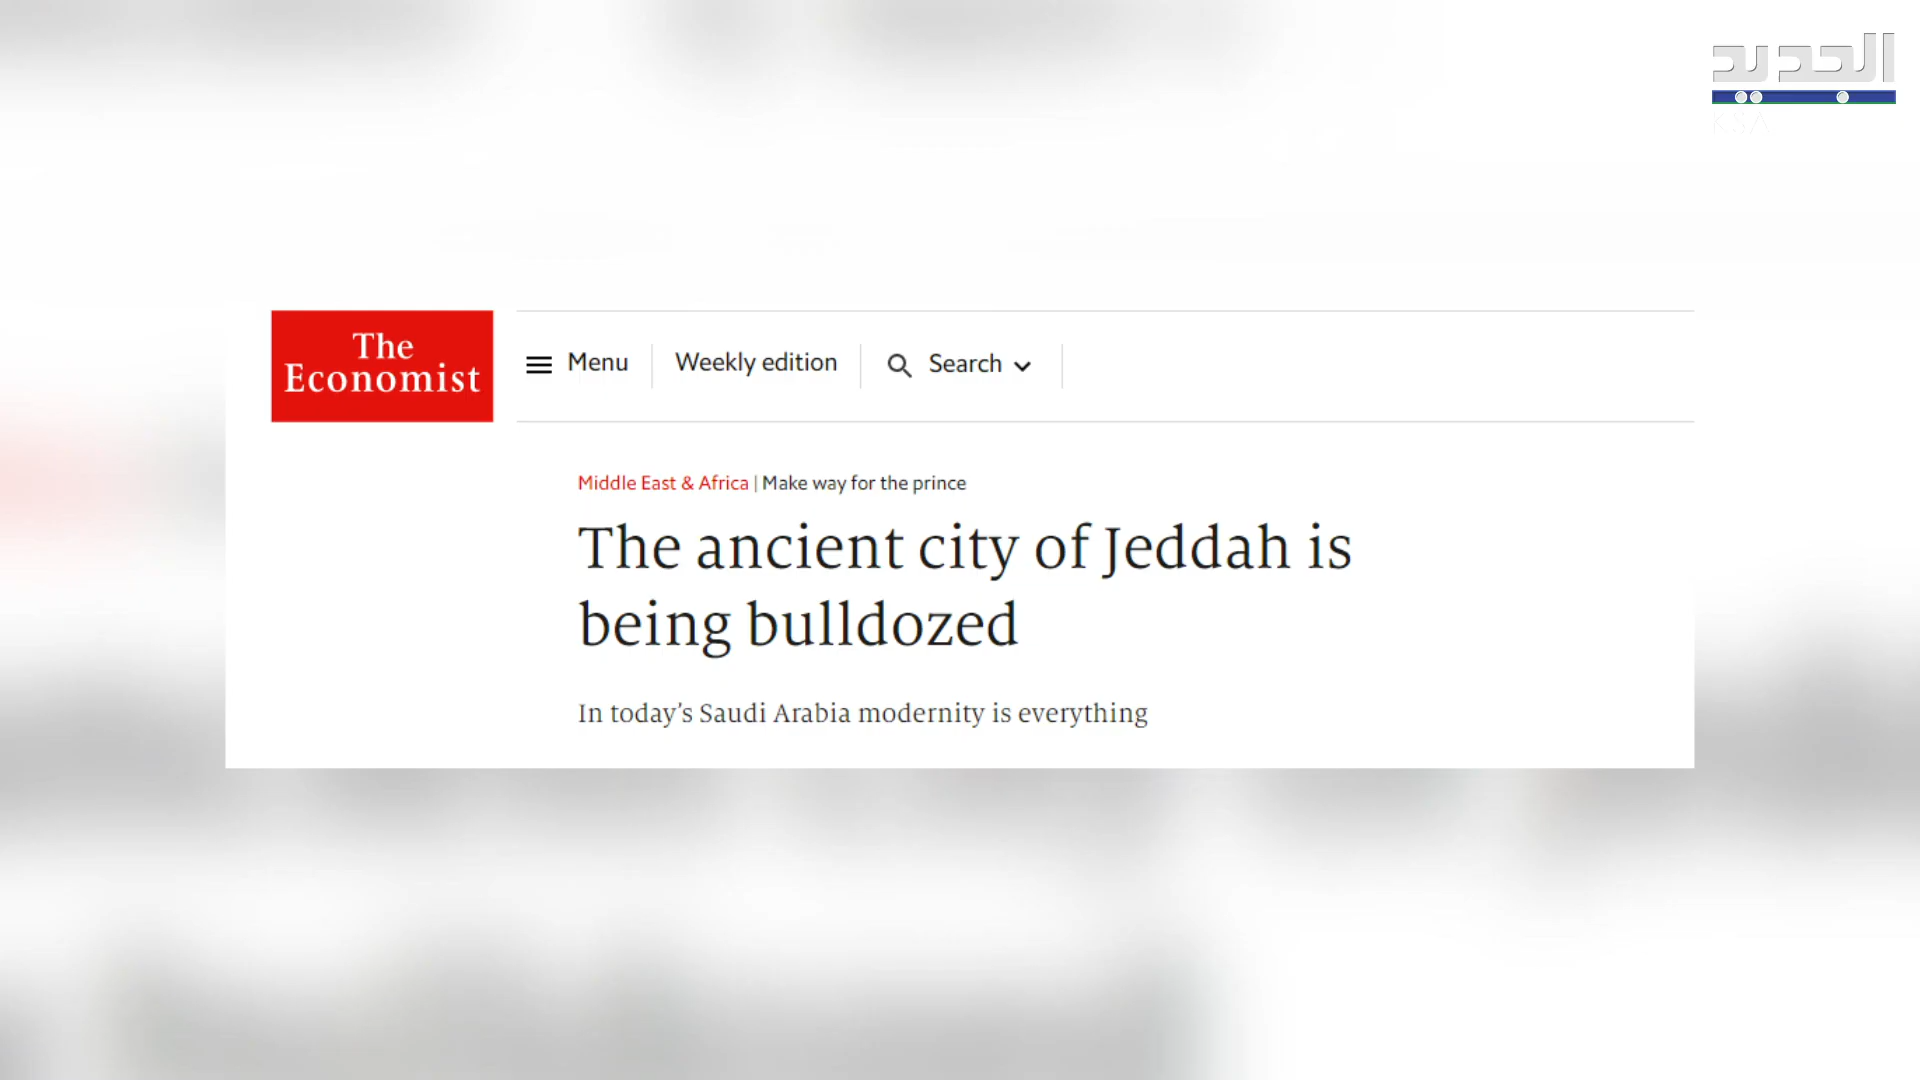 الجديد
KSA
The
Economist
Menu
Weekly edition
Search
Middle East & Africa | Make way for the prince
The ancient city of Jeddah is
being bulldozed
In today's Saudi Arabia modernity is everything